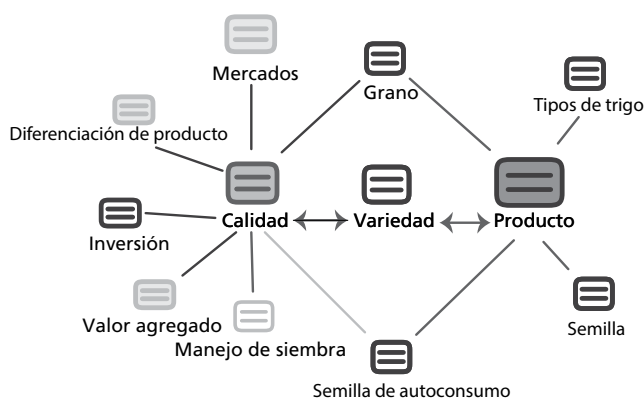 Mercados
Grano
Tipos de trigo
Diferenciación de producto
Calidad
Variedad
Producto
Inversión
Valor agregado
Manejo de siembra
Semilla
Semilla de autoconsumo